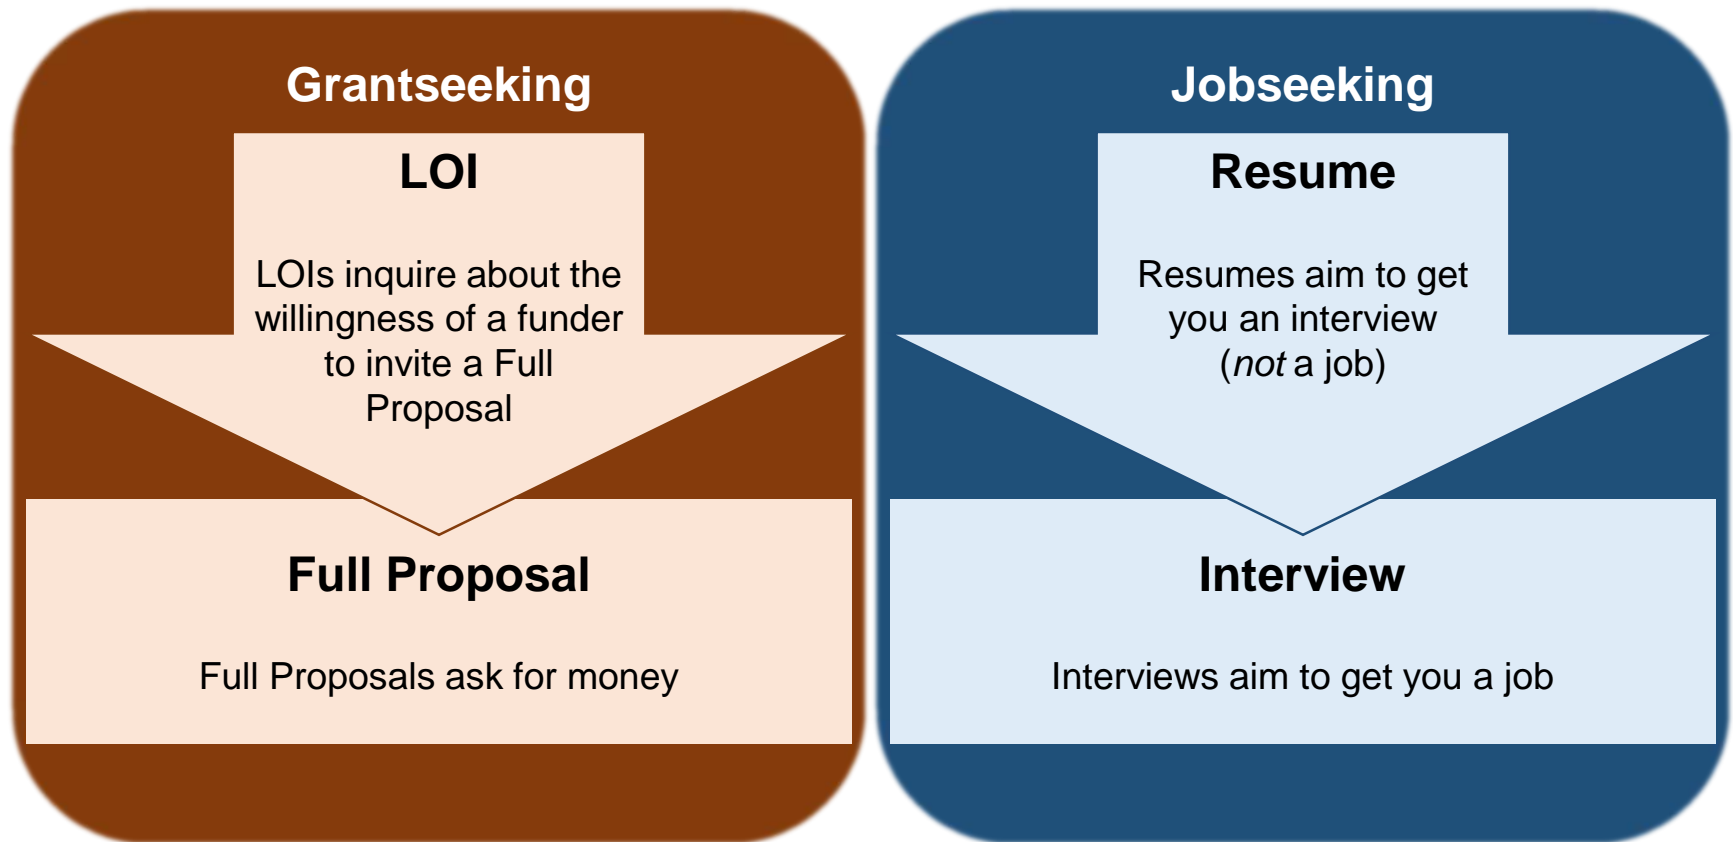 Grantseeking
LOI
LOIs inquire about the
willingness of a funder
to invite a Full
Proposal
Full Proposal
Full Proposals ask for money
Jobseeking
Resume
Resumes aim to get
you an interview
(not a job)
Interview
Interviews aim to get you a job